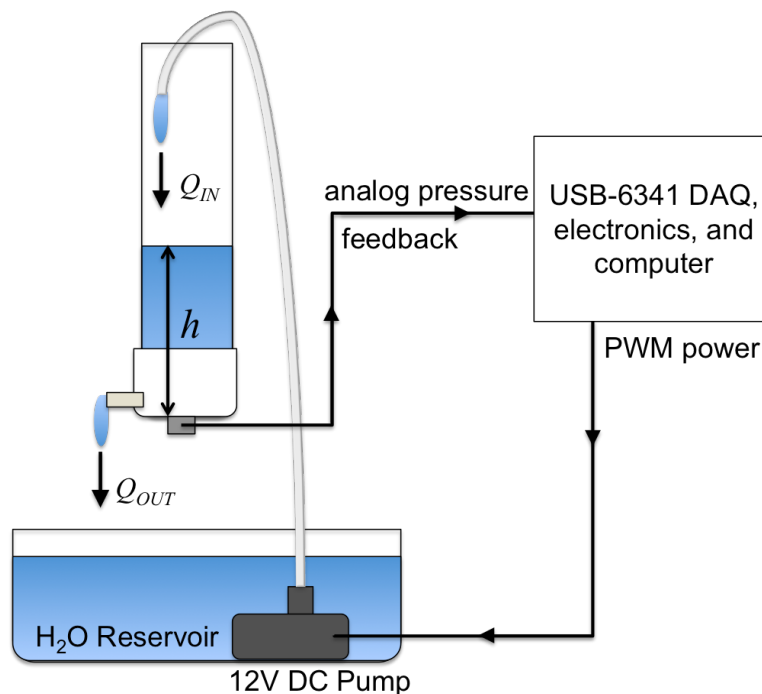 Q_IN
analog pressure
feedback
USB-6341 DAQ,
electronics, and
computer
h
PWM power
Q_OUT
H₂O Reservoir
12V DC Pump